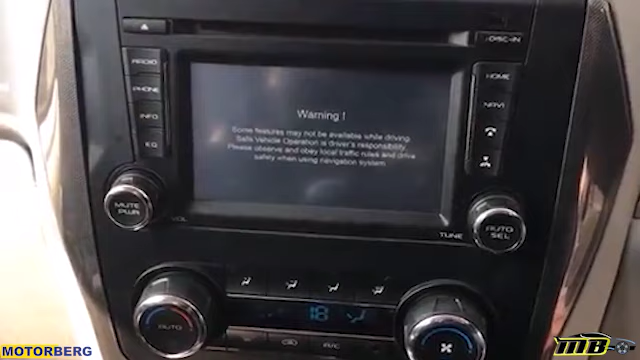 DISC-IN
RADIO
HOME
PHONE
NAVI
INFO
EQ
Warning !
Some features may not be available while driving.
Safe Vehicle Operation is driver's responsibility.
Please observe and obey local traffic rules and drive
safely when using navigation system.
MUTE
PWR
VOL
TUNE
AUTO
SEL
18
AUTO
A/C
MOTORBERG
MB